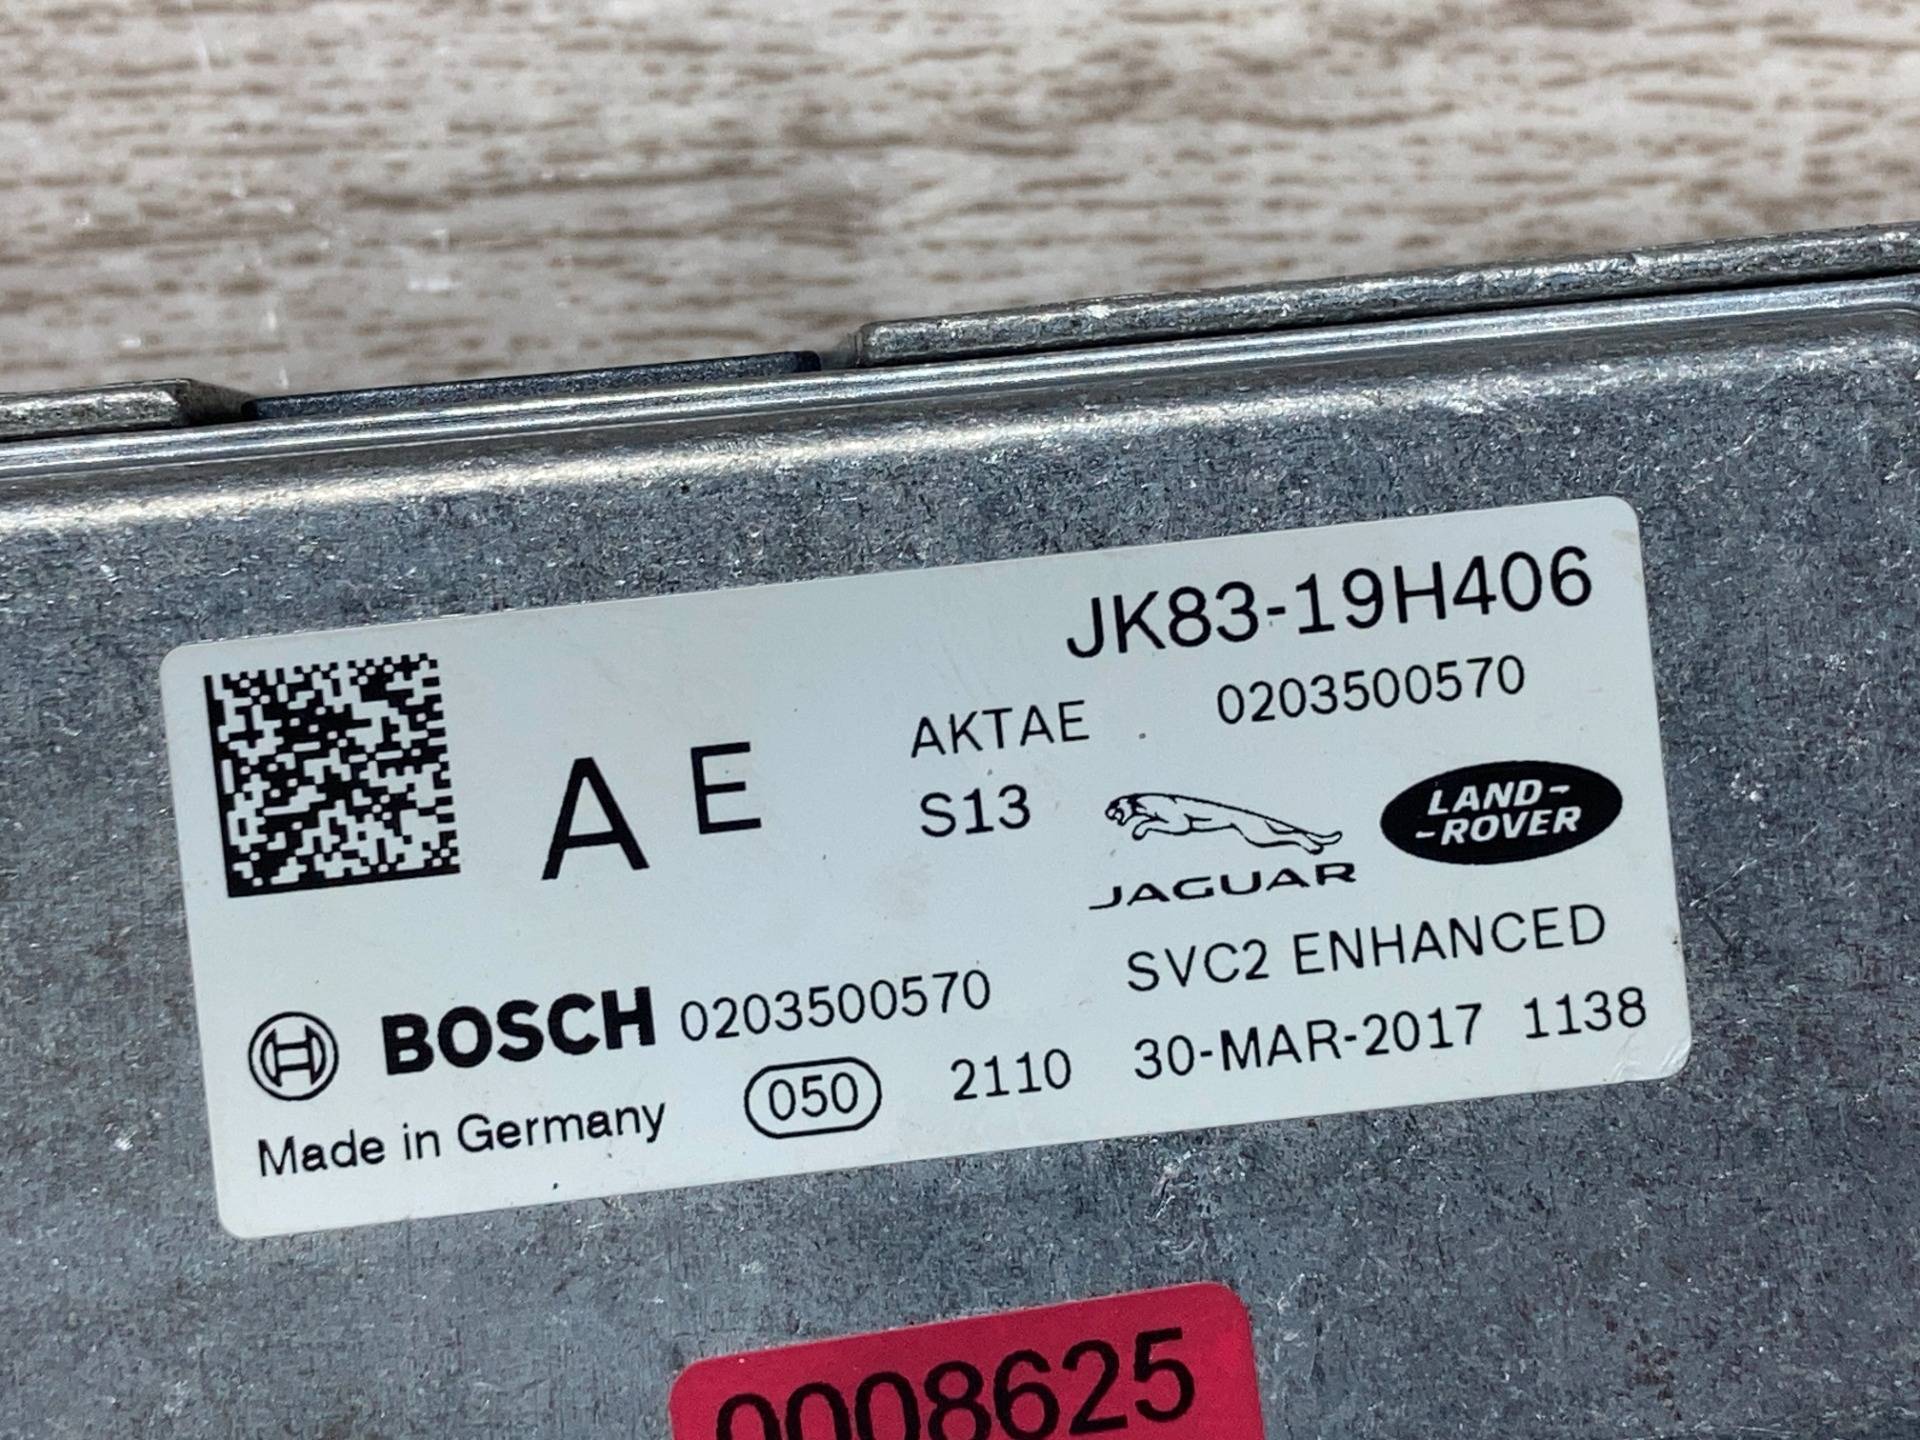 JK83-19H406
AKTAE 0203500570
A E
S13
LAND-
-ROVER
JAGUAR
SVC2 ENHANCED
BOSCH 0203500570
050 2110 30-MAR-2017 1138
Made in Germany
0008625